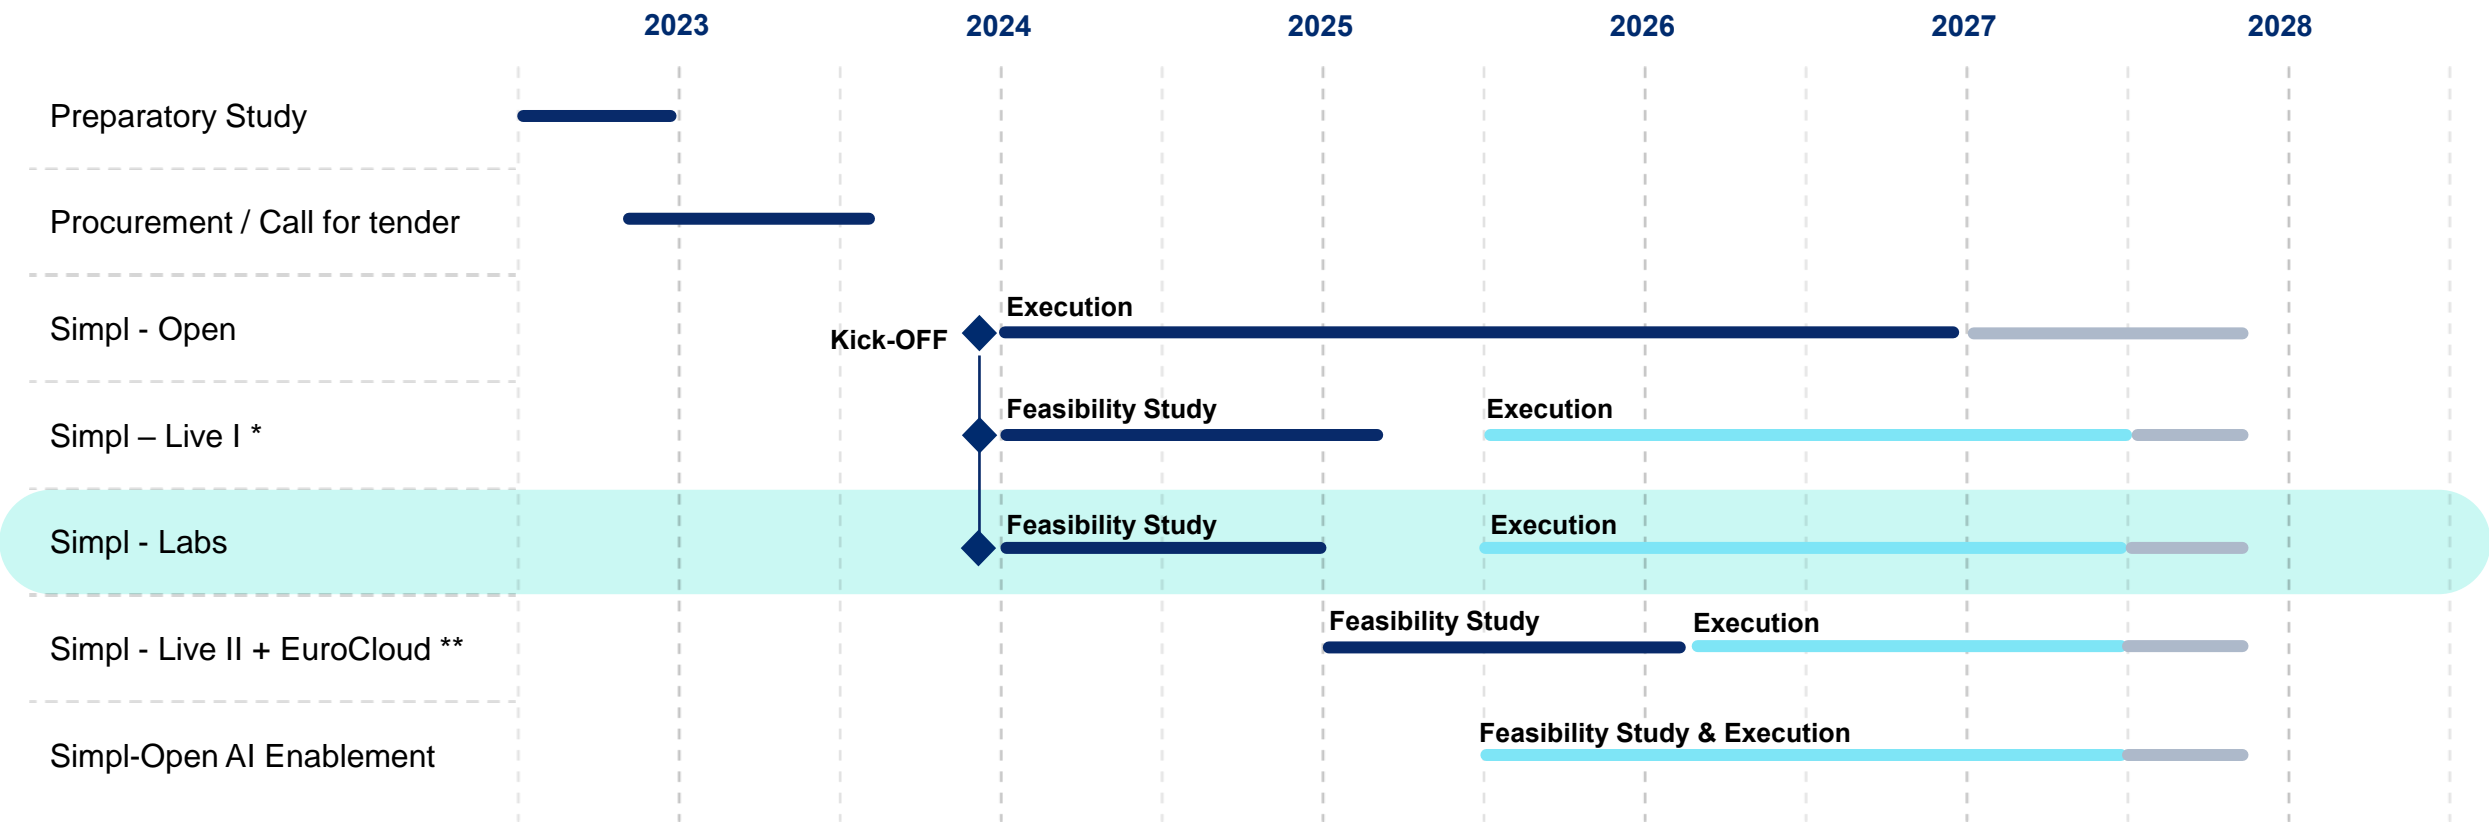 2023 2024 2025 2026 2027 2028
Preparatory Study
Procurement / Call for tender
Execution
Simpl - Open
Kick-OFF
Feasibility Study Execution
Simpl – Live I *
Feasibility Study Execution
Simpl - Labs
Feasibility Study Execution
Simpl - Live II + EuroCloud **
Feasibility Study & Execution
Simpl-Open AI Enablement